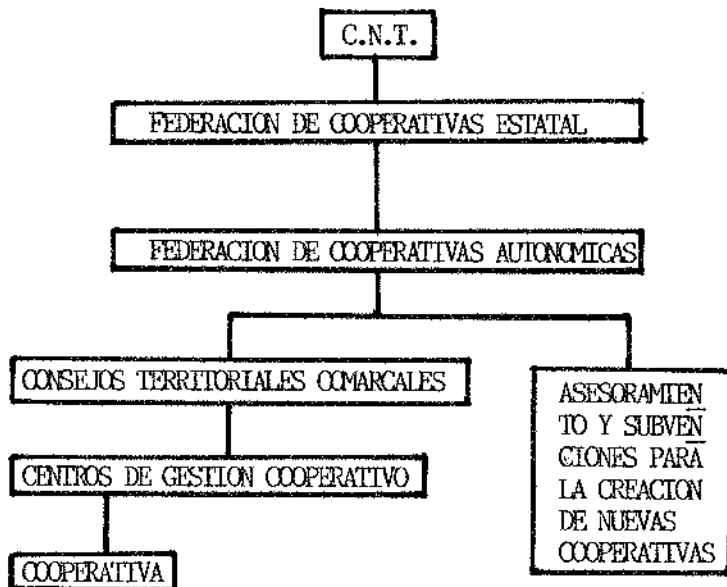 C.N.T.
FEDERACION DE COOPERATIVAS ESTATAL
FEDERACION DE COOPERATIVAS AUTONOMICAS
CONSEJOS TERRITORIALES COMARCALES
CENTROS DE GESTION COOPERATIVO
COOPERATIVA
ASESORAMIEN
TO Y SUBVEN
CIONES PARA
LA CREACION
DE NUEVAS
COOPERATIVAS